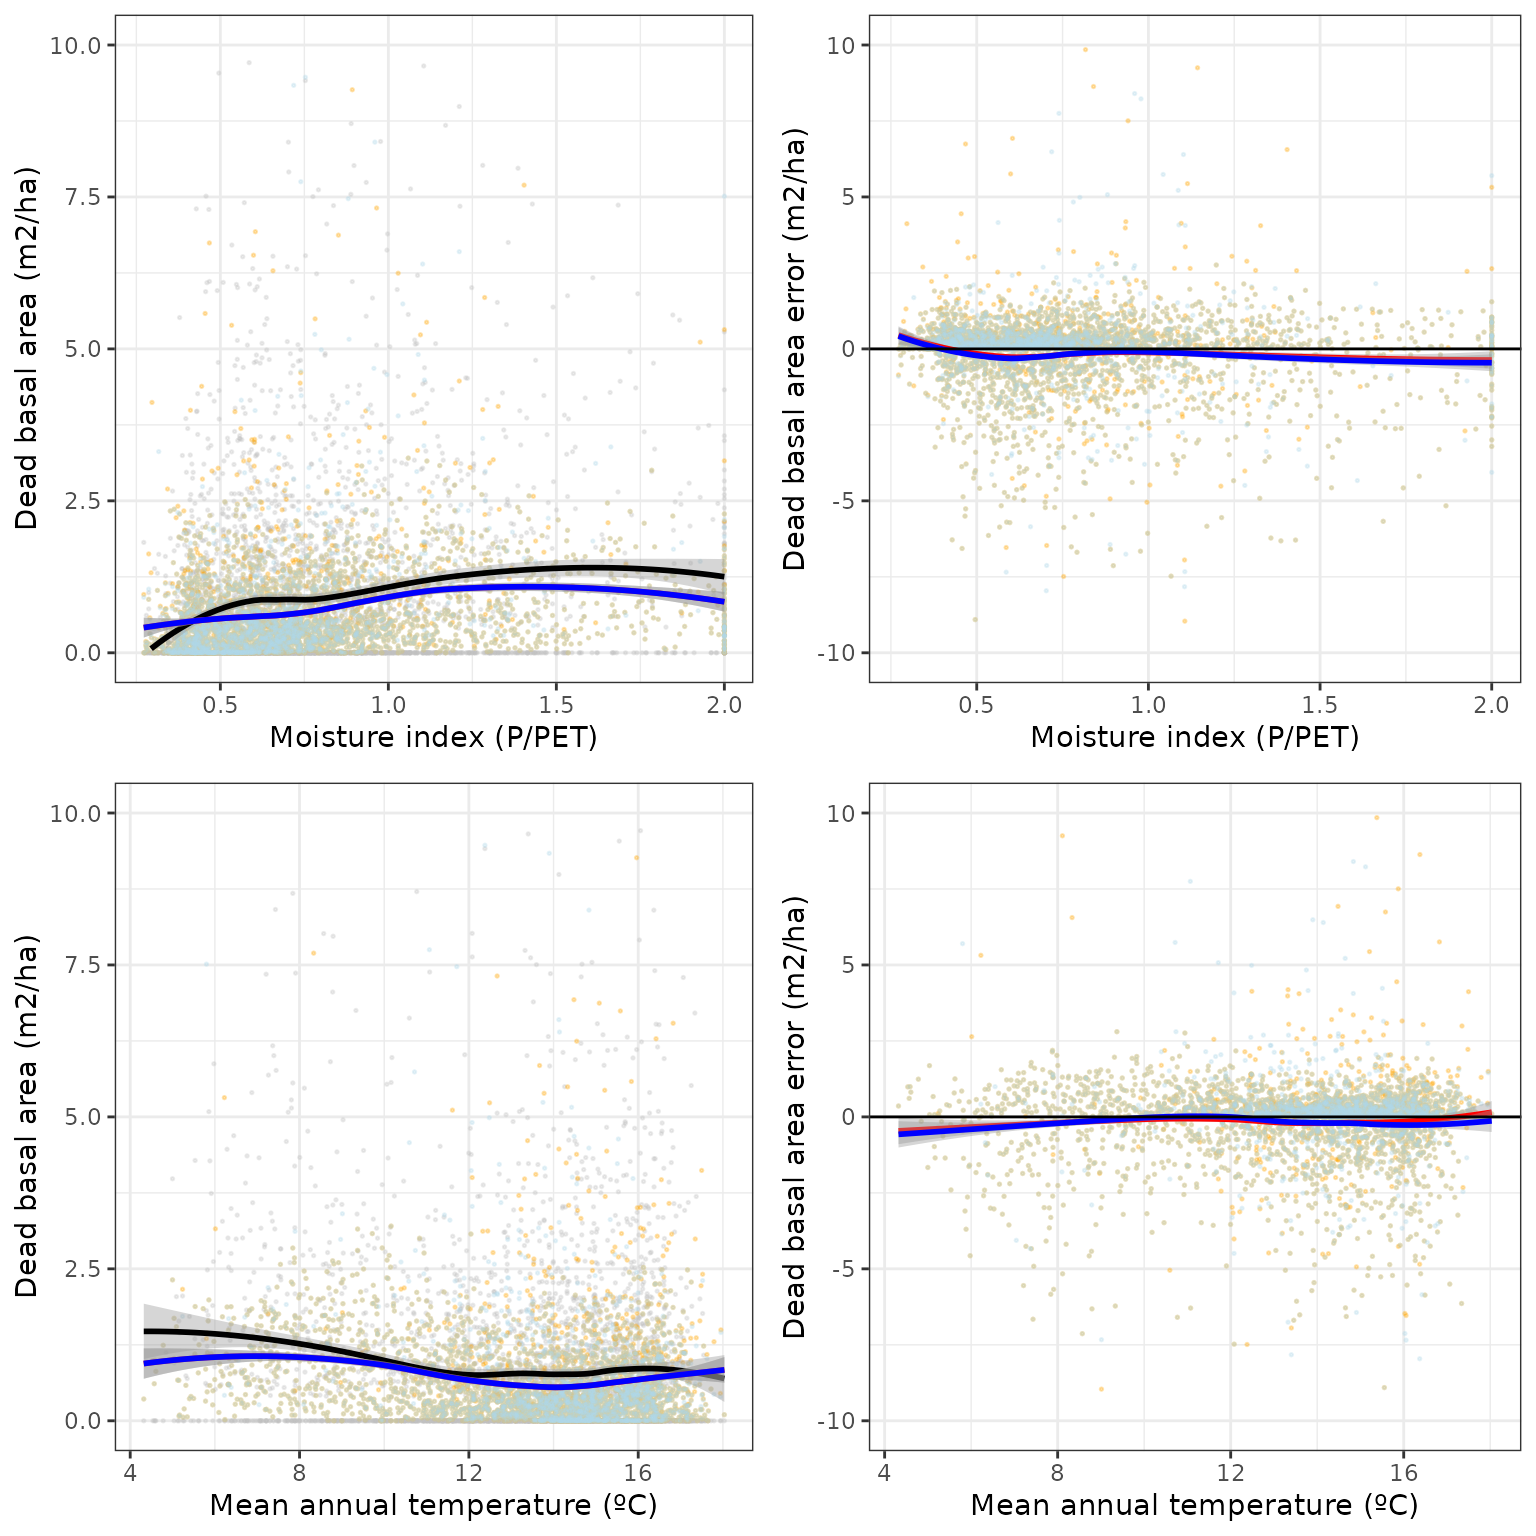 10.0
7.5
5.0
2.5
0.0
Dead basal area (m2/ha)
0.5 1.0 1.5 2.0
Moisture index (P/PET)
10
5
0
-5
-10
Dead basal area error (m2/ha)
0.5 1.0 1.5 2.0
Moisture index (P/PET)
10.0
7.5
5.0
2.5
0.0
Dead basal area (m2/ha)
4 8 12 16
Mean annual temperature (ºC)
10
5
0
-5
-10
Dead basal area error (m2/ha)
4 8 12 16
Mean annual temperature (ºC)